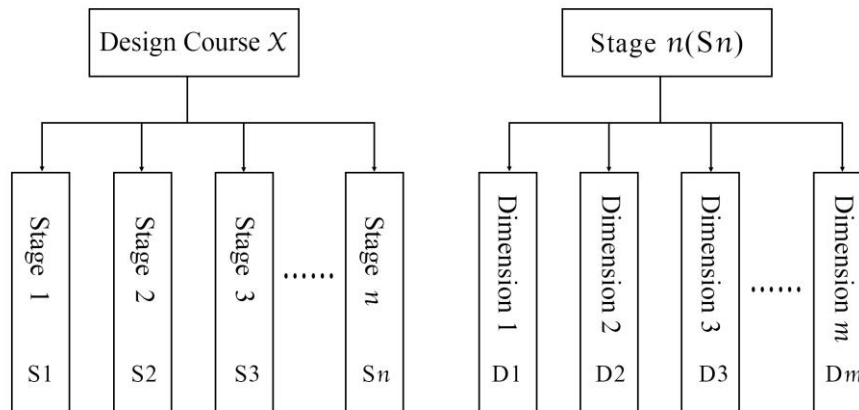 Design Course 𝒳
Stage 1
S1
Stage 2
S2
Stage 3
S3
......
Stage n
Sn
Stage n(Sn)
Dimension 1
D1
Dimension 2
D2
Dimension 3
D3
......
Dimension m
Dm